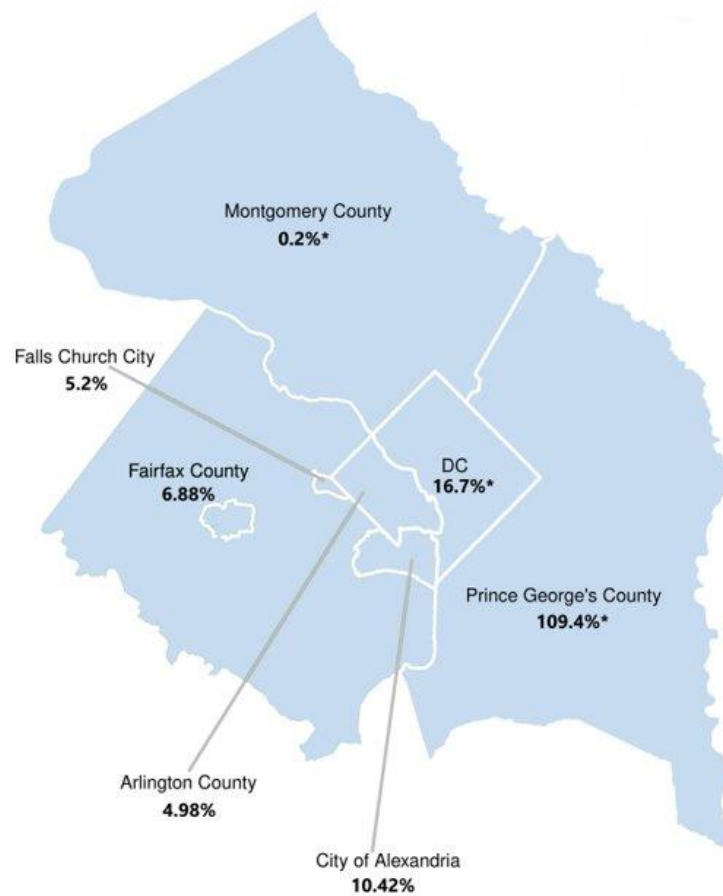 Montgomery County
0.2%*
Falls Church City
5.2%
Fairfax County
6.88%
DC
16.7%*
Prince George's County
109.4%*
Arlington County
4.98%
City of Alexandria
10.42%